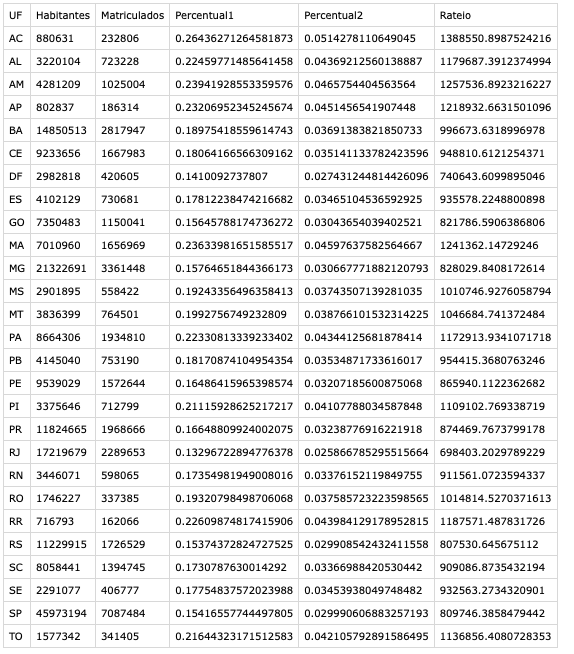 UF Habitantes Matriculados Percentual1 Percentual2 Rateio
AC 880631 232806 0.26436271264581873 0.0514278110649045 1388550.8987524216
AL 3220104 723228 0.22459771485641458 0.04369212560138887 1179687.3912374994
AM 4281209 1025004 0.23941928553359576 0.0465754404563564 1257536.8923216227
AP 802837 186314 0.23206952345245674 0.0451456541907448 1218932.6631501096
BA 14850513 2817947 0.18975418559614743 0.03691383821850733 996673.6318996978
CE 9233656 1667983 0.18064166566309162 0.035141133782423596 948810.6121254371
DF 2982818 420605 0.1410092737807 0.027431244814426096 740643.6099895046
ES 4102129 730681 0.17812238474216682 0.03465104536592925 935578.2248800898
GO 7350483 1150041 0.15645788174736272 0.03043654039402521 821786.5906386806
MA 7010960 1656969 0.23633981651585517 0.04597637582564667 1241362.14729246
MG 21322691 3361448 0.15764651844366173 0.030667771882120793 828029.8408172614
MS 2901895 558422 0.19243356496358413 0.03743507139281035 1010746.9276058794
MT 3836399 764501 0.1992756749232809 0.038766101532314225 1046684.741372484
PA 8664306 1934810 0.22330813339233402 0.04344125681878414 1172913.9341071718
PB 4145040 753190 0.18170874104954354 0.03534871733616017 954415.3680763246
PE 9539029 1572644 0.16486415965398574 0.03207185600875068 865940.1122362682
PI 3375646 712799 0.21115928625217217 0.04107788034587848 1109102.769338719
PR 11824665 1968666 0.16648809924002075 0.03238776916221918 874469.7673799178
RJ 17219679 2289653 0.13296722894776378 0.025866785295515664 698403.2029789229
RN 3446071 598065 0.17354981949008016 0.03376152119849755 911561.0723594337
RO 1746227 337385 0.19320798498706068 0.037585723223598565 1014814.5270371613
RR 716793 162066 0.22609874817415906 0.043984129178952815 1187571.487831726
RS 11229915 1726529 0.15374372824727525 0.029908542432411558 807530.645675112
SC 8058441 1394745 0.1730787630014292 0.03366988420530442 909086.8735432194
SE 2291077 406777 0.17754837572023988 0.03453938049748482 932563.2734320901
SP 45973194 7087484 0.15416557744497805 0.029990606883257193 809746.3858479442
TO 1577342 341405 0.21644323171512583 0.042105792891586495 1136856.4080728353